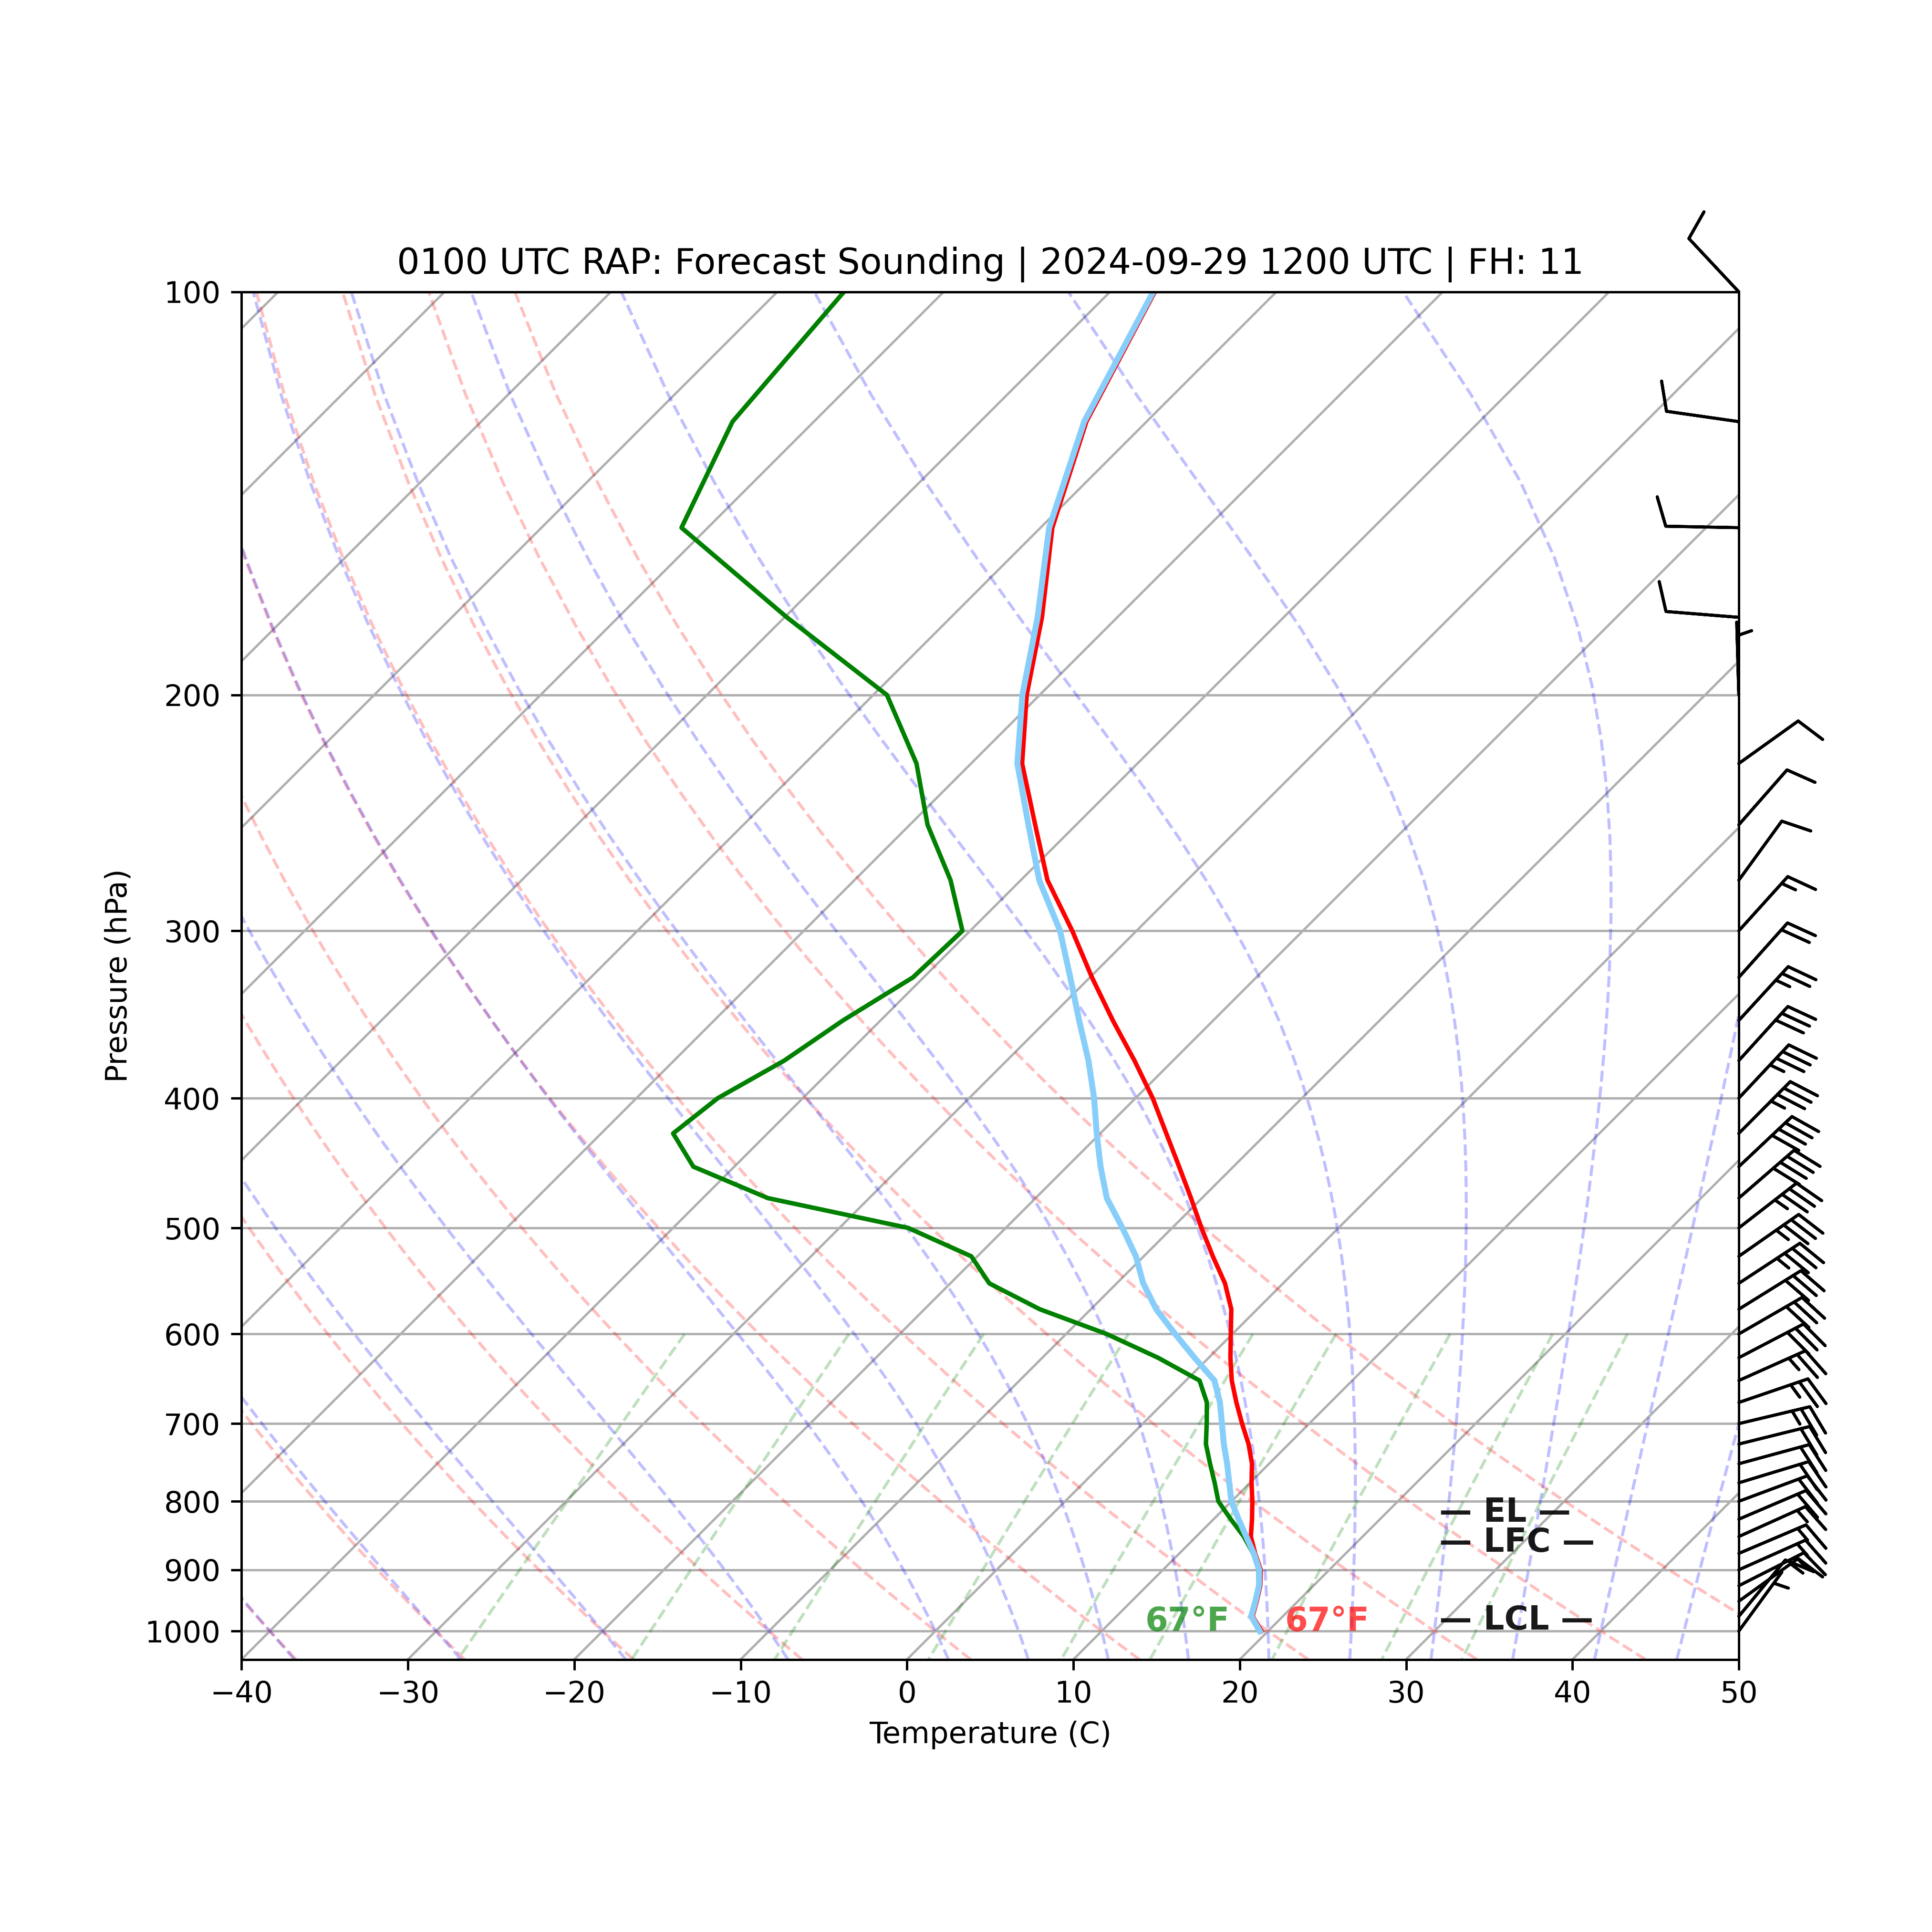 0100 UTC RAP: Forecast Sounding | 2024-09-29 1200 UTC | FH: 11
100
200
300
400
500
600
700
800
900
1000
Pressure (hPa)
— EL —
— LFC —
— LCL —
67°F 67°F
−40 −30 −20 −10 0 10 20 30 40 50
Temperature (C)